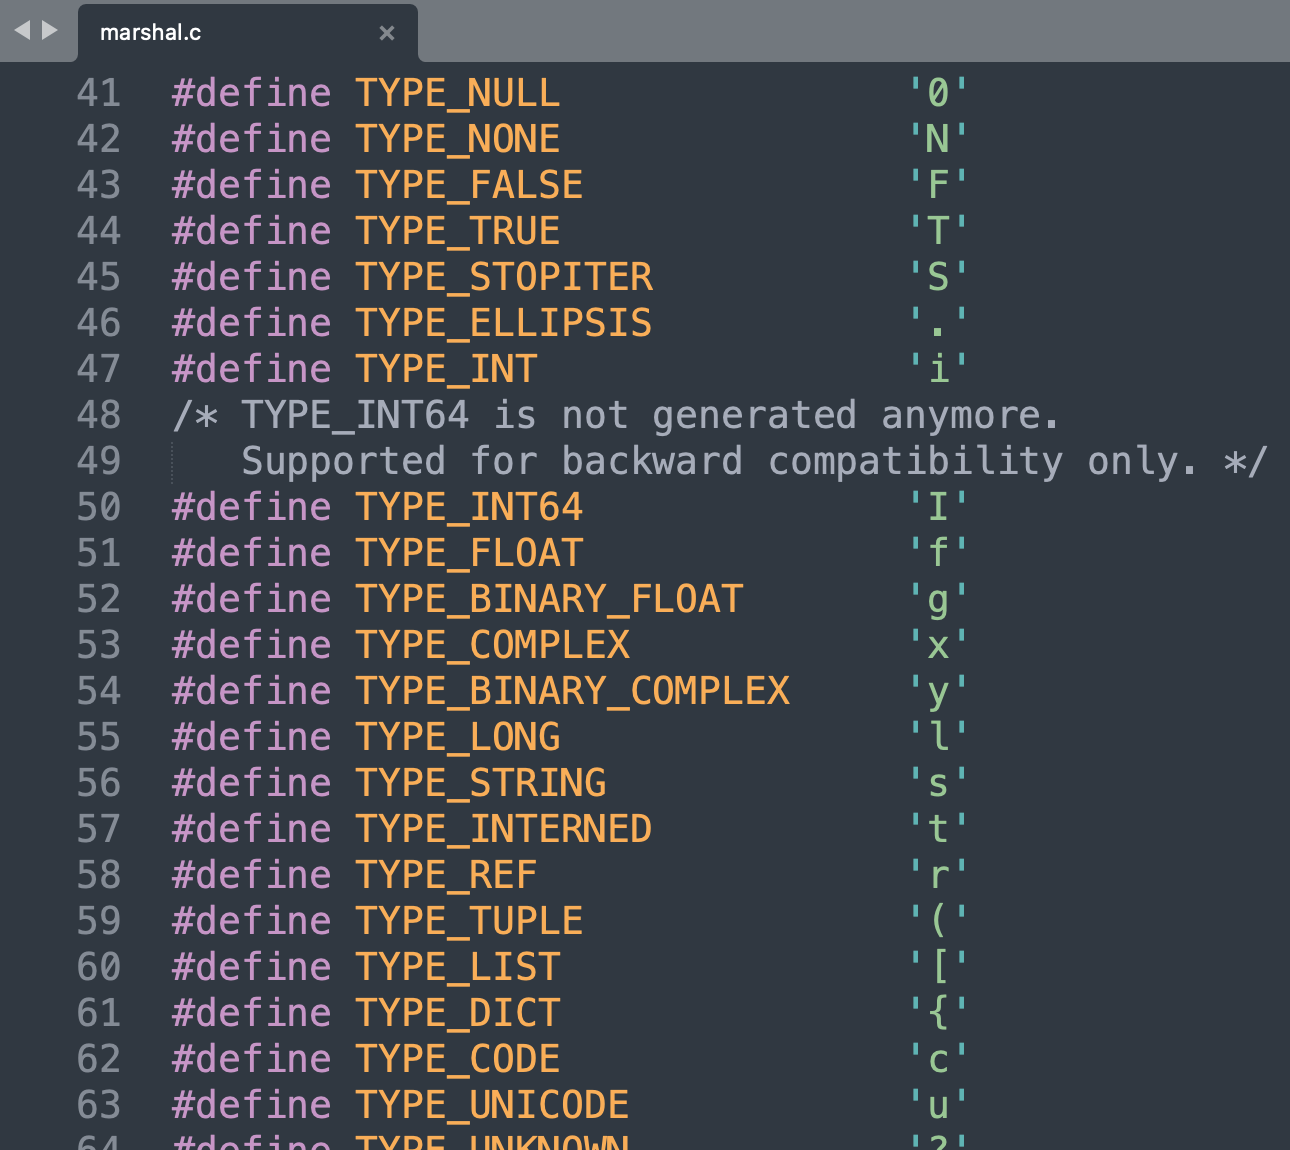 marshal.c ×
41 #define TYPE_NULL '0'
42 #define TYPE_NONE 'N'
43 #define TYPE_FALSE 'F'
44 #define TYPE_TRUE 'T'
45 #define TYPE_STOPITER 'S'
46 #define TYPE_ELLIPSIS '.'
47 #define TYPE_INT 'i'
48 /* TYPE_INT64 is not generated anymore.
49 Supported for backward compatibility only. */
50 #define TYPE_INT64 'I'
51 #define TYPE_FLOAT 'f'
52 #define TYPE_BINARY_FLOAT 'g'
53 #define TYPE_COMPLEX 'x'
54 #define TYPE_BINARY_COMPLEX 'y'
55 #define TYPE_LONG 'l'
56 #define TYPE_STRING 's'
57 #define TYPE_INTERNED 't'
58 #define TYPE_REF 'r'
59 #define TYPE_TUPLE '('
60 #define TYPE_LIST '['
61 #define TYPE_DICT '{'
62 #define TYPE_CODE 'c'
63 #define TYPE_UNICODE 'u'
64 #define TYPE_UNKNOWN '?'